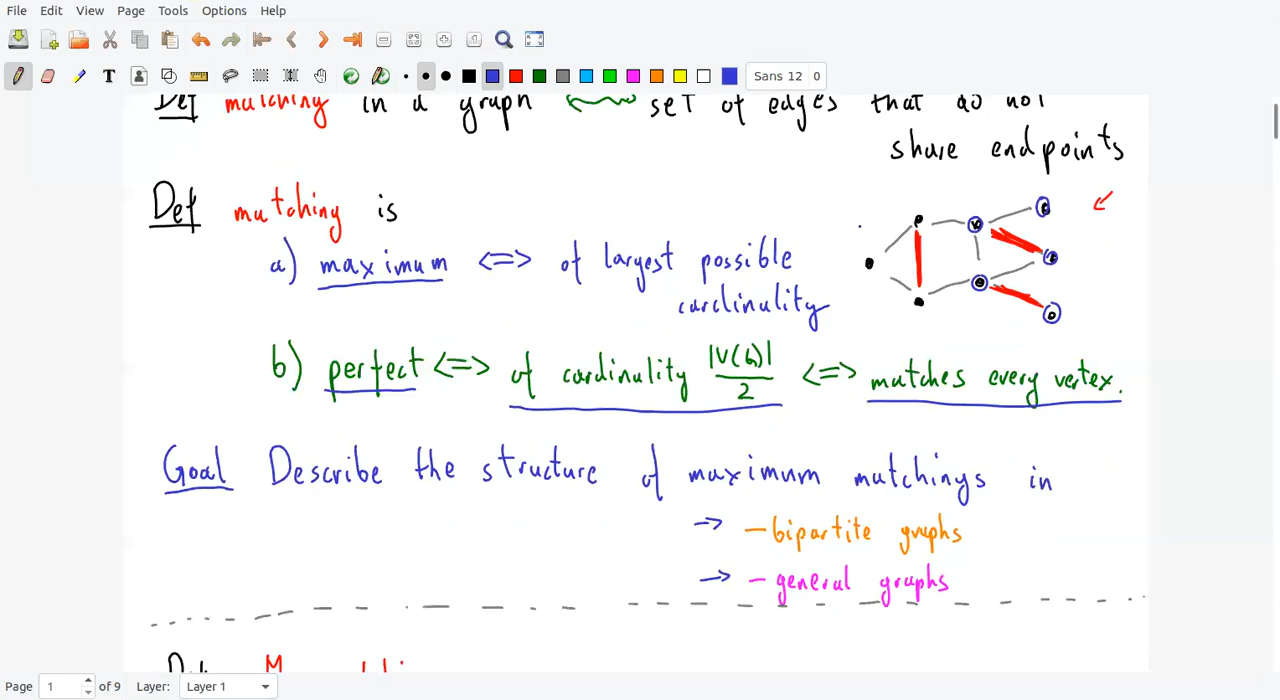 File Edit View Page Tools Options Help
Sans 12 0
Def matching in a graph <~> set of edges that do not
share endpoints
Def matching is
a) maximum <=> of largest possible
cardinality
b) perfect <=> of cardinality |V(G)|/2 <=> matches every vertex.
Goal Describe the structure of maximum matchings in
→ - bipartite graphs
→ - general graphs
Page 1 of 9 Layer: Layer 1